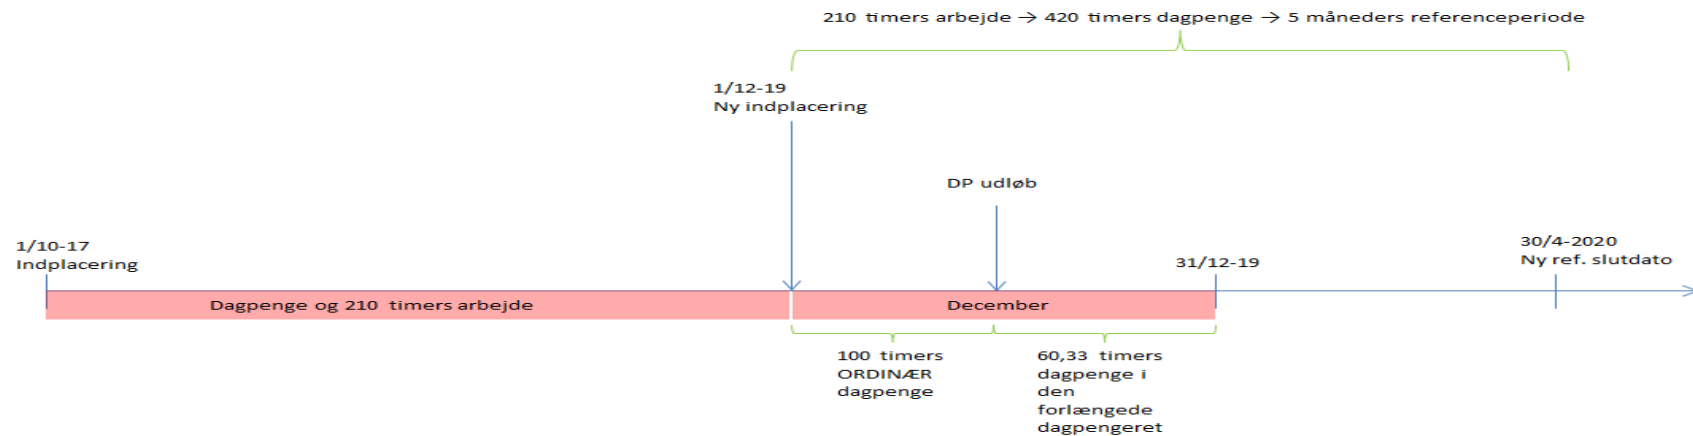 210 timers arbejde → 420 timers dagpenge → 5 måneders referenceperiode
1/12-19
Ny indplacering
DP udløb
1/10-17
Indplacering
31/12-19
30/4-2020
Ny ref. slutdato
Dagpenge og 210 timers arbejde
December
100 timers
ORDINÆR
dagpenge
60,33 timers
dagpenge i
den
forlængede
dagpengeret